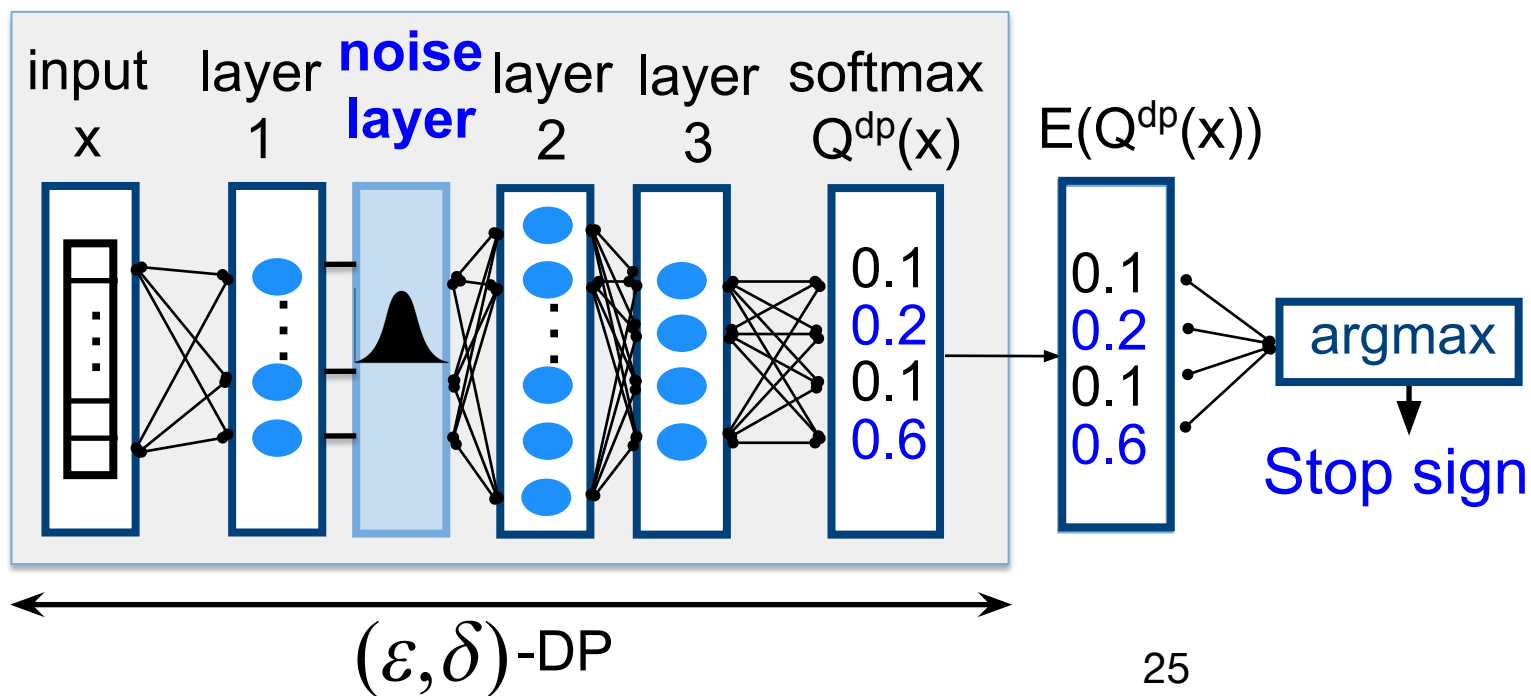 input
x
layer
1
noise
layer
layer
2
layer
3
softmax
Q^dp(x)
E(Q^dp(x))
0.1
0.2
0.1
0.6
0.1
0.2
0.1
0.6
argmax
Stop sign
(ε,δ)-DP
25